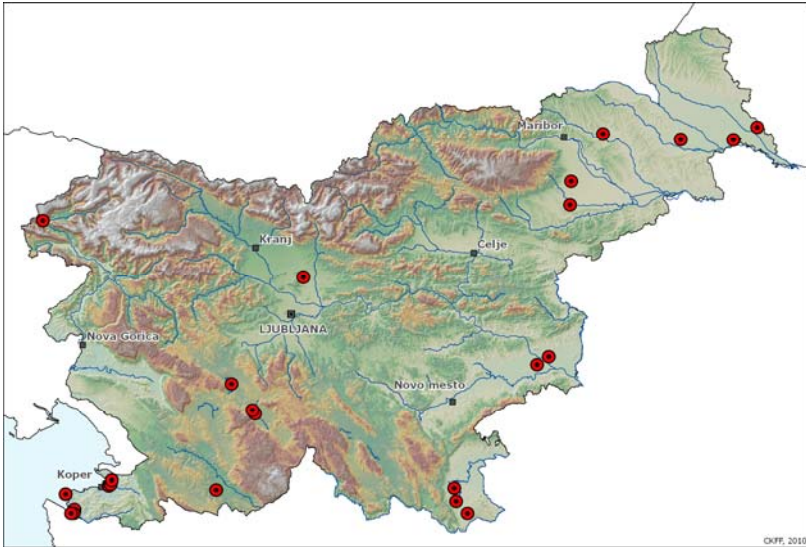 Maribor
Kranj
Celje
LJUBLJANA
Nova Gorica
Novo mesto
Koper
CKFF, 2010